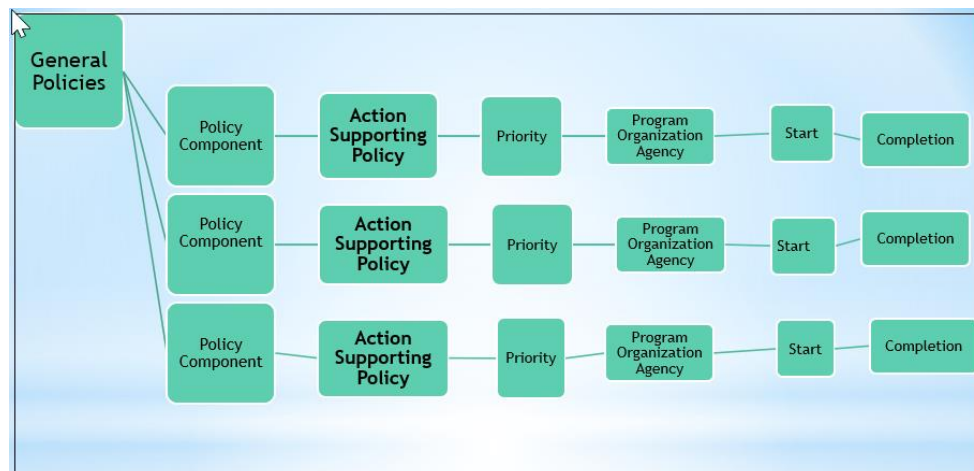 General
Policies
Policy
Component
Action
Supporting
Policy
Priority
Program
Organization
Agency
Start
Completion
Policy
Component
Action
Supporting
Policy
Priority
Program
Organization
Agency
Start
Completion
Policy
Component
Action
Supporting
Policy
Priority
Program
Organization
Agency
Start
Completion